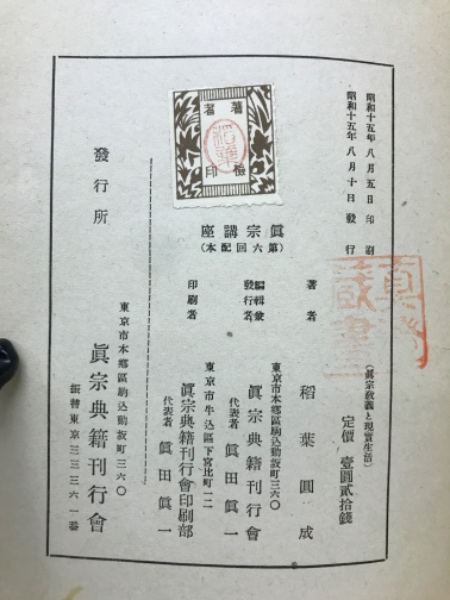 昭和十五年八月五日印刷
昭和十五年八月十日發行
(眞宗教義と現實生活)
定價 壹圓貳拾錢
眞宗講座
(第六回配本)
著者
檢印
著者 稻葉圓成
東京市本鄕區駒込動坂町三六〇
編輯兼發行者 眞宗典籍刊行會
代表者 眞田眞一
東京市牛込區下宮比町一二
印刷者 眞宗典籍刊行會印刷部
代表者 眞田眞一
東京市本鄕區駒込動坂町三六〇
發行所 眞宗典籍刊行會
振替東京三三三六一番